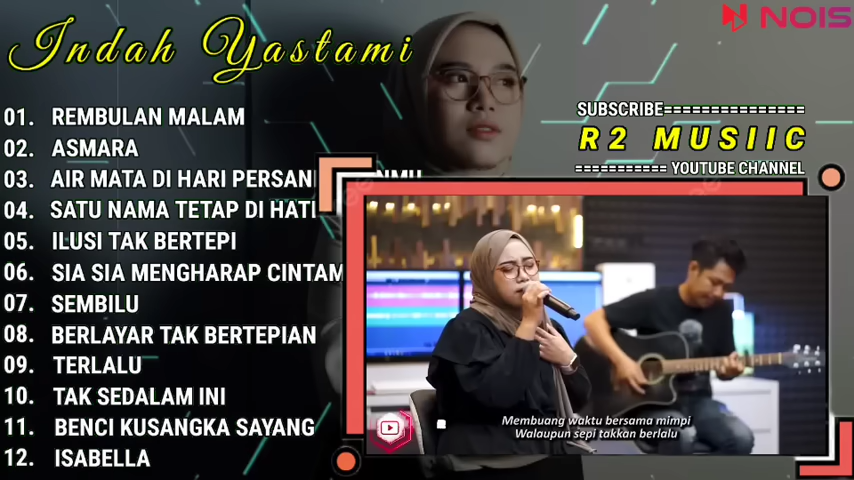 Indah Yastami
NOIS
01. REMBULAN MALAM
02. ASMARA
03. AIR MATA DI HARI
04. SATU NAMA TETAP DI HATI
05. ILUSI TAK BERTEPI
06. SIA SIA MENGHARAP
07. SEMBILU
08. BERLAYAR TAK BERTEPIAN
09. TERLALU
10. TAK SEDALAM INI
11. BENCI KUSANGKA SAYANG
12. ISABELLA
SUBSCRIBE================
R2 MUSIIC
=========== YOUTUBE CHANNEL
Membuang waktu bersama mimpi
Walaupun sepi takkan berlalu